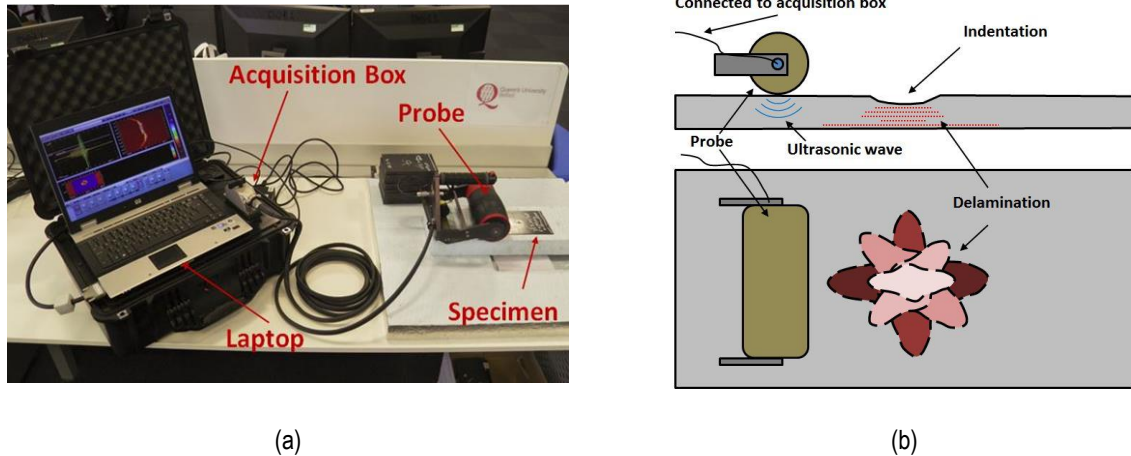 Acquisition Box
Probe
Specimen
Laptop
(a)
Connected to acquisition box
Indentation
Probe
Ultrasonic wave
Delamination
(b)